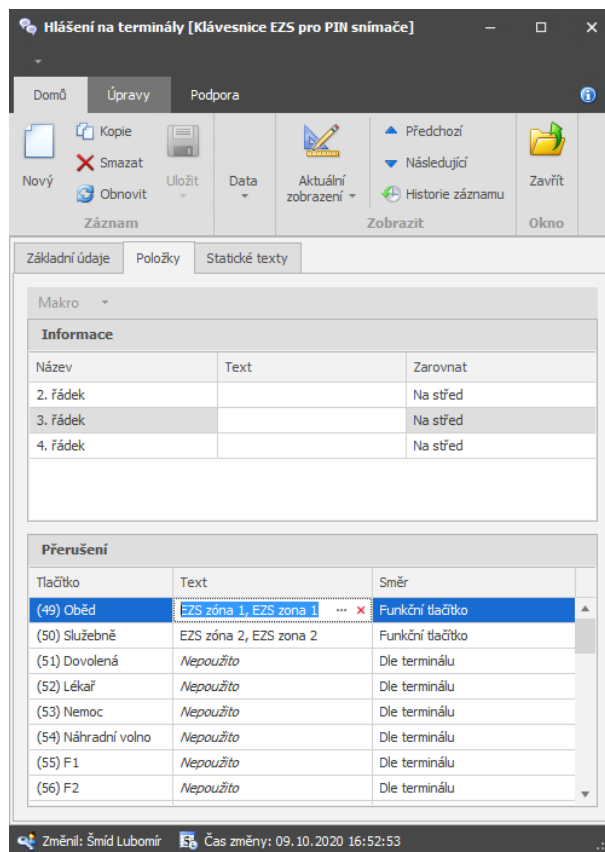 Hlášení na terminály [Klávesnice EZS pro PIN snímače]
Domů Úpravy Podpora
Nový
Kopie
Smazat
Obnovit
Uložit
Záznam
Data
Aktuální
zobrazení
Předchozí
Následující
Historie záznamu
Zobrazit
Zavřít
Okno
Základní údaje Položky Statické texty
Makro
Informace
Název Text Zarovnat
2. řádek Na střed
3. řádek Na střed
4. řádek Na střed
Přerušení
Tlačítko Text Směr
(49) Oběd EZS zóna 1, EZS zona 1 ... Funkční tlačítko
(50) Služebně EZS zóna 2, EZS zona 2 Funkční tlačítko
(51) Dovolená Nepoužito Dle terminálu
(52) Lékař Nepoužito Dle terminálu
(53) Nemoc Nepoužito Dle terminálu
(54) Náhradní volno Nepoužito Dle terminálu
(55) F1 Nepoužito Dle terminálu
(56) F2 Nepoužito Dle terminálu
Změnil: Šmíd Lubomír Čas změny: 09.10.2020 16:52:53